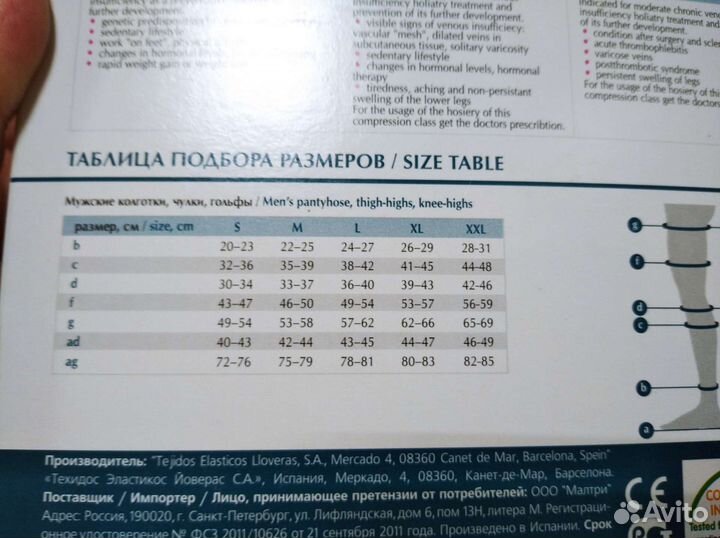 further development.
• genetic
• sedentary lifestyle
• work "on feet",
• changes in hormonal
• rapid weight gain or weight
insufficiency holiatry treatment and
prevention of its further development.
• visible signs of venous insufficiecy:
vascular "mesh", dilated veins in
subcutaneous tissue, solitary varicosity
• sedentary lifestyle
• changes in hormonal levels, hormonal
therapy
• tiredness, aching and non-persistant
swelling of the lower legs
For the usage of the hosiery of this
compression class get the doctors prescribtion.
indicated for moderate chronic
insufficiency holiatry treatment and
of its further development.
• condition after surgery and
• acute thrombophlebitis
• varicose veins
• postthrombotic syndrome
• persistent swelling of legs
For the usage of the hosiery of this
compression class get the doctors
ТАБЛИЦА ПОДБОРА РАЗМЕРОВ / SIZE TABLE
Мужские колготки, чулки, гольфы / Men's pantyhose, thigh-highs, knee-highs
размер, см / size, cm S M L XL XXL
b 20–23 22–25 24–27 26–29 28-31
c 32–36 35–39 38–42 41–45 44-48
d 30–34 33–37 36–40 39–43 42-46
f 43–47 46–50 49–54 53–57 56-59
g 49–54 53–58 57–62 62–66 65-69
ad 40–43 42–44 43–45 44–47 46-49
ag 72–76 75–79 78–81 80–83 82-85
g
f
d
c
b
a
Производитель: "Tejidos Elasticos Lloveras, S.A., Mercado 4, 08360 Canet de Mar, Barcelona, Spein"
«Техидос Эластикос Йоверас С.А.», Испания, Меркадо, 4, 08360, Канет-де-Мар, Барселона.
Поставщик / Импортер / Лицо, принимающее претензии от потребителей: ООО "Малтри"
Адрес: Россия, 190020, г. Санкт-Петербург, ул. Лифляндская, дом 6, пом 13Н, литера М. Регистраци-
онное удостоверение № ФСЗ 2011/10626 от 21 сентября 2011 года. Произведено в Испании. Срок
CE
Tested
Avito